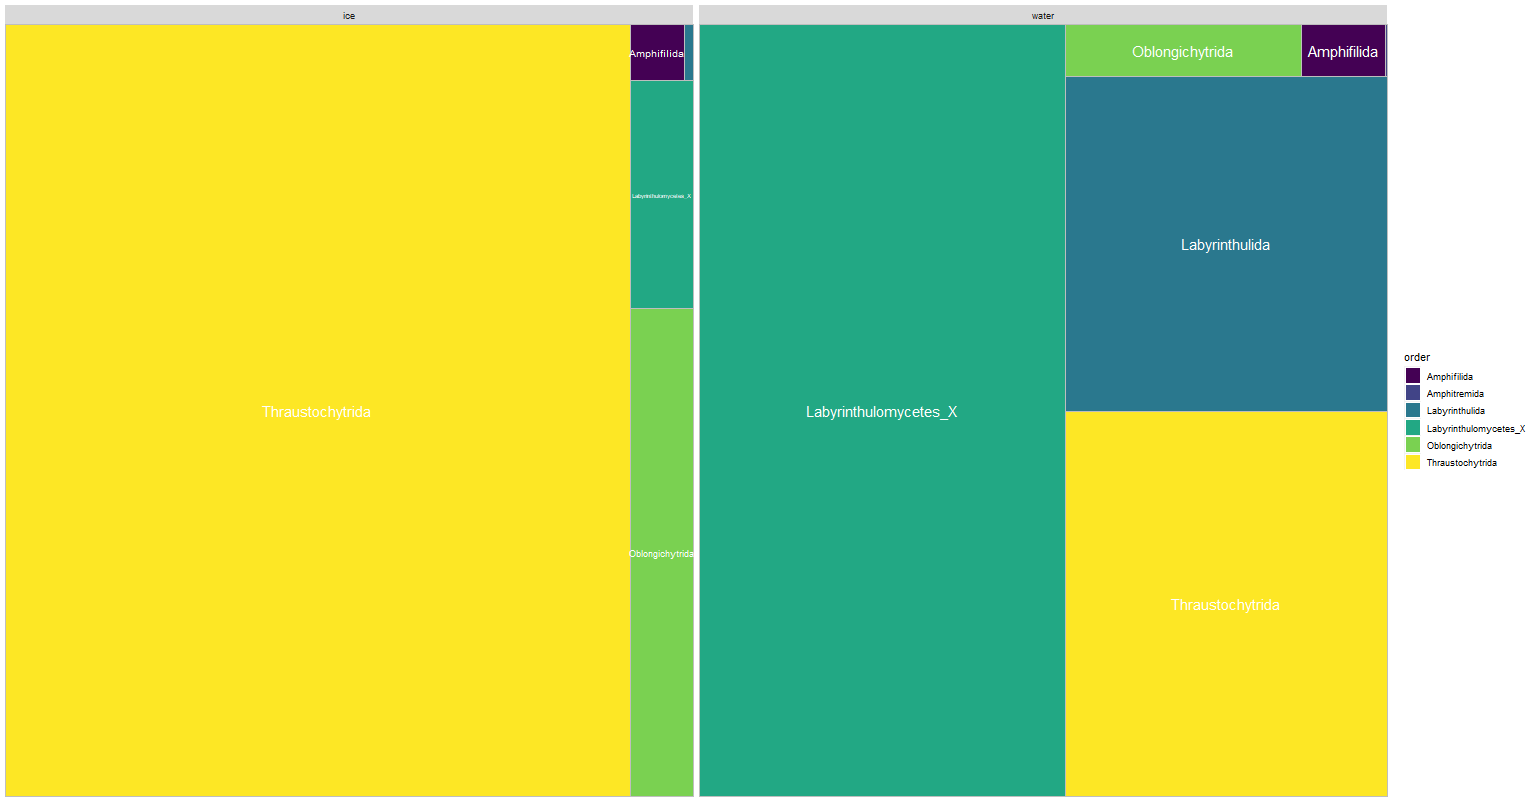 ice
water
Amphifilida
Labyrinthulomycetes_X
Thraustochytrida
Oblongichytrida
Oblongichytrida
Amphifilida
Labyrinthulida
Labyrinthulomycetes_X
Thraustochytrida
order
Amphifilida
Amphitremida
Labyrinthulida
Labyrinthulomycetes_X
Oblongichytrida
Thraustochytrida